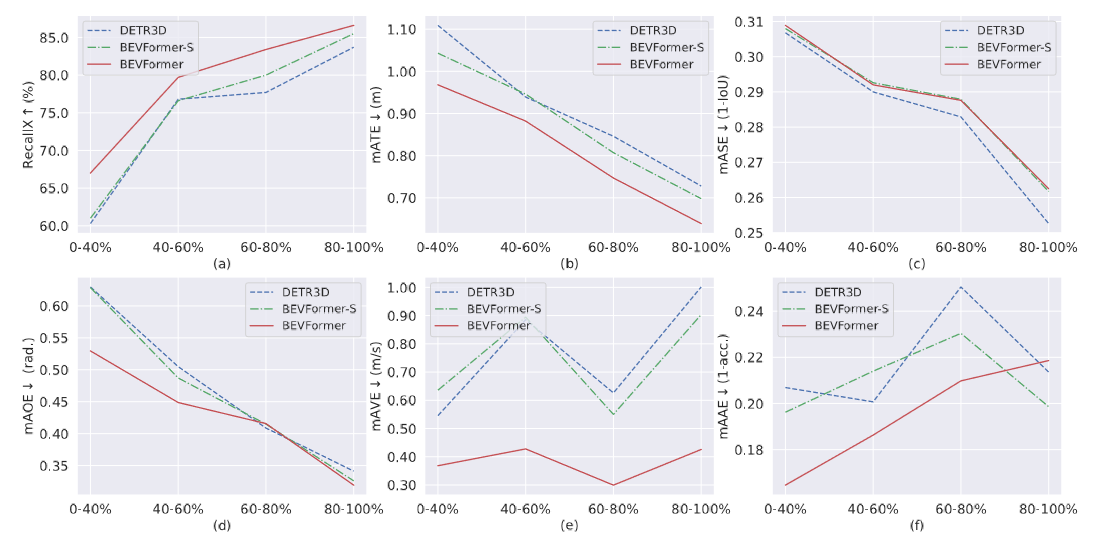 RecallX ↑ (%)
85.0
80.0
75.0
70.0
65.0
60.0
DETR3D
BEVFormer-S
BEVFormer
0-40% 40-60% 60-80% 80-100%
(a)
mATE ↓ (m)
1.10
1.00
0.90
0.80
0.70
DETR3D
BEVFormer-S
BEVFormer
0-40% 40-60% 60-80% 80-100%
(b)
mASE ↓ (1-IoU)
0.31
0.30
0.29
0.28
0.27
0.26
0.25
DETR3D
BEVFormer-S
BEVFormer
0-40% 40-60% 60-80% 80-100%
(c)
mAOE ↓ (rad.)
0.60
0.55
0.50
0.45
0.40
0.35
DETR3D
BEVFormer-S
BEVFormer
0-40% 40-60% 60-80% 80-100%
(d)
mAVE ↓ (m/s)
1.00
0.90
0.80
0.70
0.60
0.50
0.40
0.30
DETR3D
BEVFormer-S
BEVFormer
0-40% 40-60% 60-80% 80-100%
(e)
mAAE ↓ (1-acc.)
0.24
0.22
0.20
0.18
DETR3D
BEVFormer-S
BEVFormer
0-40% 40-60% 60-80% 80-100%
(f)